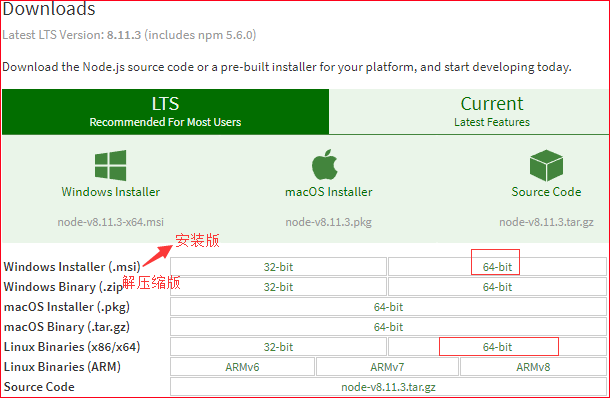 Downloads
Latest LTS Version: 8.11.3 (includes npm 5.6.0)
Download the Node.js source code or a pre-built installer for your platform, and start developing today.
LTS
Recommended For Most Users
Current
Latest Features
Windows Installer
macOS Installer
Source Code
node-v8.11.3-x64.msi
node-v8.11.3.pkg
node-v8.11.3.tar.gz
安装版
Windows Installer (.msi) 32-bit 64-bit
解压缩版
Windows Binary (.zip 32-bit 64-bit
macOS Installer (.pkg) 64-bit
macOS Binary (.tar.gz) 64-bit
Linux Binaries (x86/x64) 32-bit 64-bit
Linux Binaries (ARM) ARMv6 ARMv7 ARMv8
Source Code node-v8.11.3.tar.gz